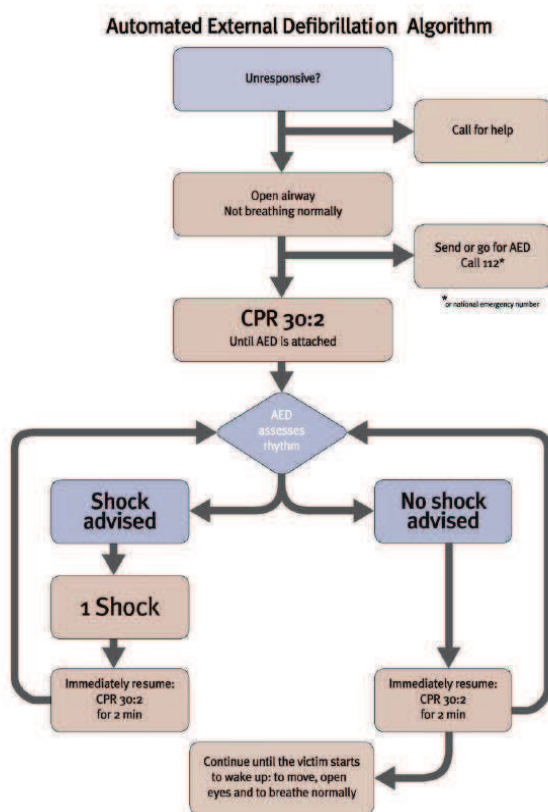 Automated External Defibrillation Algorithm
Unresponsive?
Call for help
Open airway
Not breathing normally
Send or go for AED
Call 112*
*or national emergency number
CPR 30:2
Until AED is attached
AED
assesses
rhythm
Shock
advised
No shock
advised
1 Shock
Immediately resume:
CPR 30:2
for 2 min
Immediately resume:
CPR 30:2
for 2 min
Continue until the victim starts
to wake up: to move, open
eyes and to breathe normally